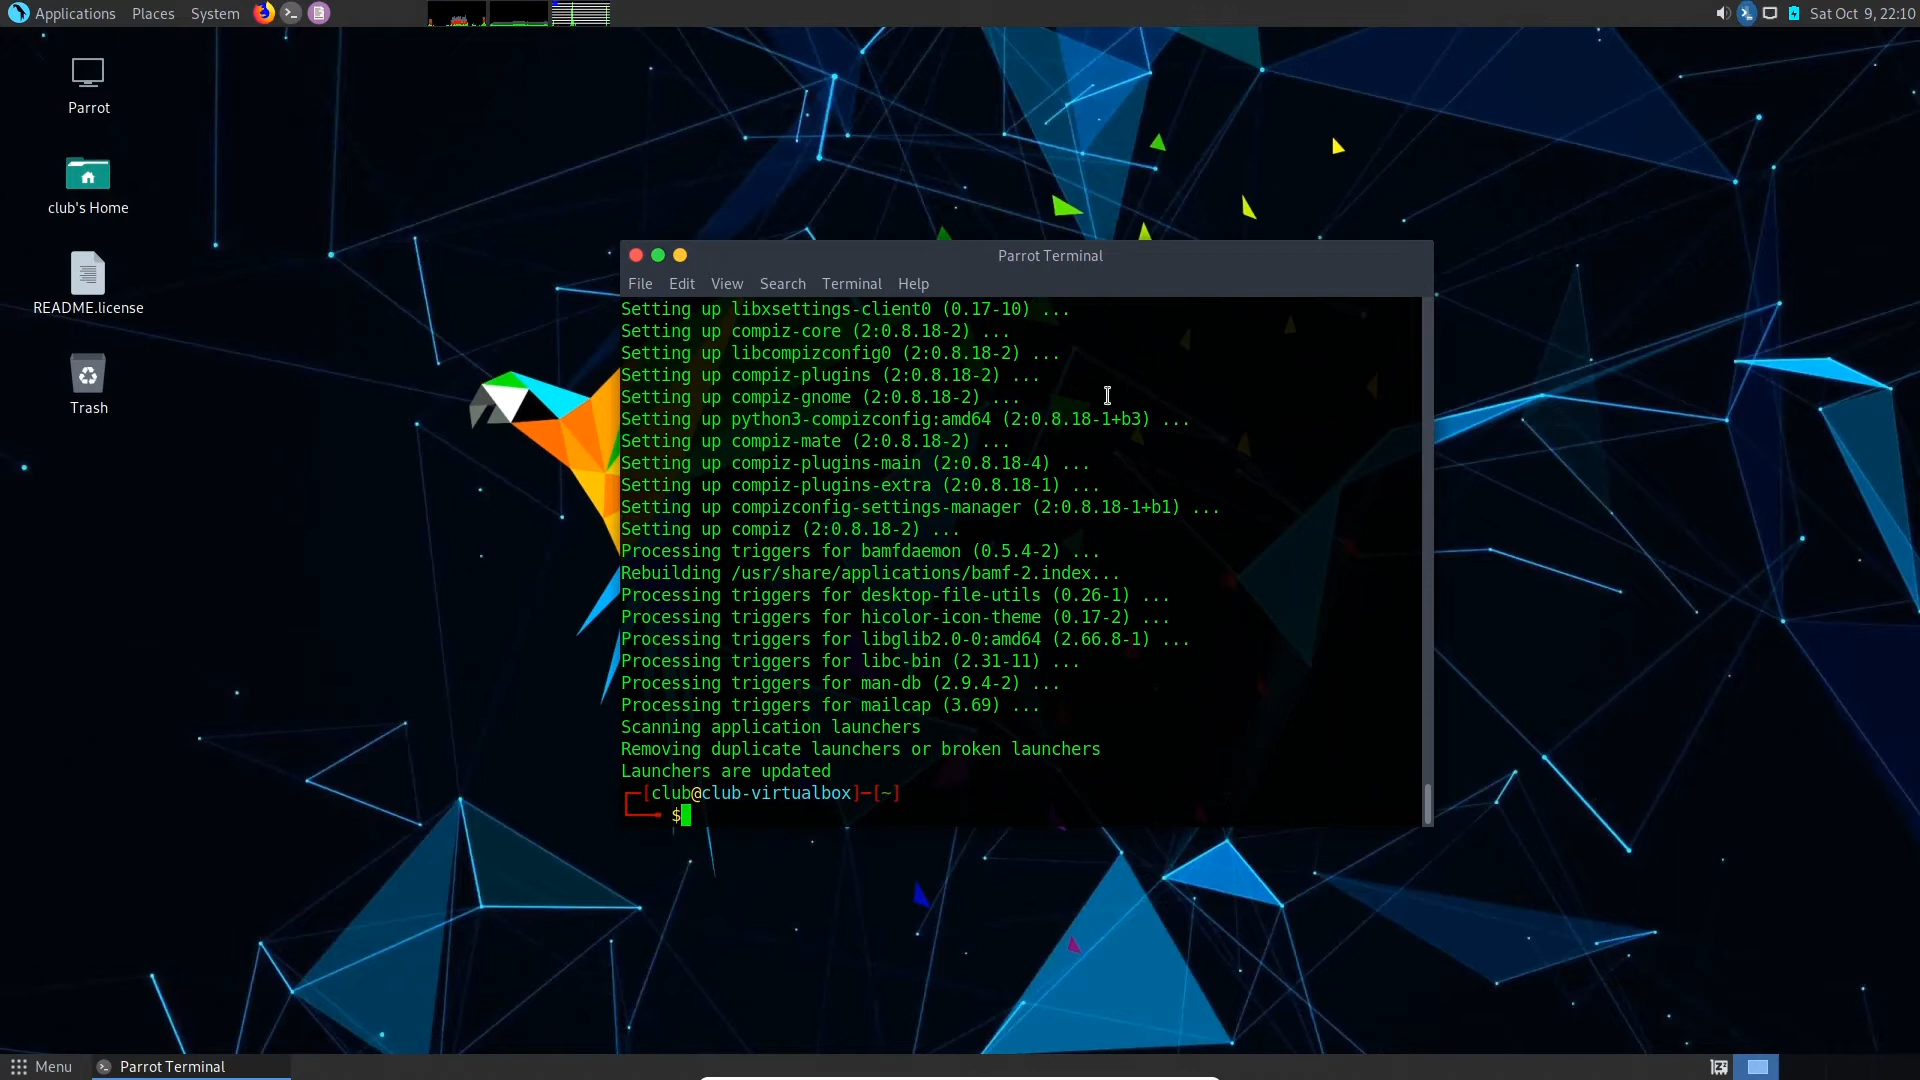 Applications Places System
Sat Oct 9, 22:10
Parrot
club's Home
README.license
Trash
Parrot Terminal
File Edit View Search Terminal Help
Setting up libxsettings-client0 (0.17-10) ...
Setting up compiz-core (2:0.8.18-2) ...
Setting up libcompizconfig0 (2:0.8.18-2) ...
Setting up compiz-plugins (2:0.8.18-2) ...
Setting up compiz-gnome (2:0.8.18-2) ...
Setting up python3-compizconfig:amd64 (2:0.8.18-1+b3) ...
Setting up compiz-mate (2:0.8.18-2) ...
Setting up compiz-plugins-main (2:0.8.18-4) ...
Setting up compiz-plugins-extra (2:0.8.18-1) ...
Setting up compizconfig-settings-manager (2:0.8.18-1+b1) ...
Setting up compiz (2:0.8.18-2) ...
Processing triggers for bamfdaemon (0.5.4-2) ...
Rebuilding /usr/share/applications/bamf-2.index...
Processing triggers for desktop-file-utils (0.26-1) ...
Processing triggers for hicolor-icon-theme (0.17-2) ...
Processing triggers for libglib2.0-0:amd64 (2.66.8-1) ...
Processing triggers for libc-bin (2.31-11) ...
Processing triggers for man-db (2.9.4-2) ...
Processing triggers for mailcap (3.69) ...
Scanning application launchers
Removing duplicate launchers or broken launchers
Launchers are updated
┌─[club@club-virtualbox]─[~]
└──╼ $
Menu Parrot Terminal